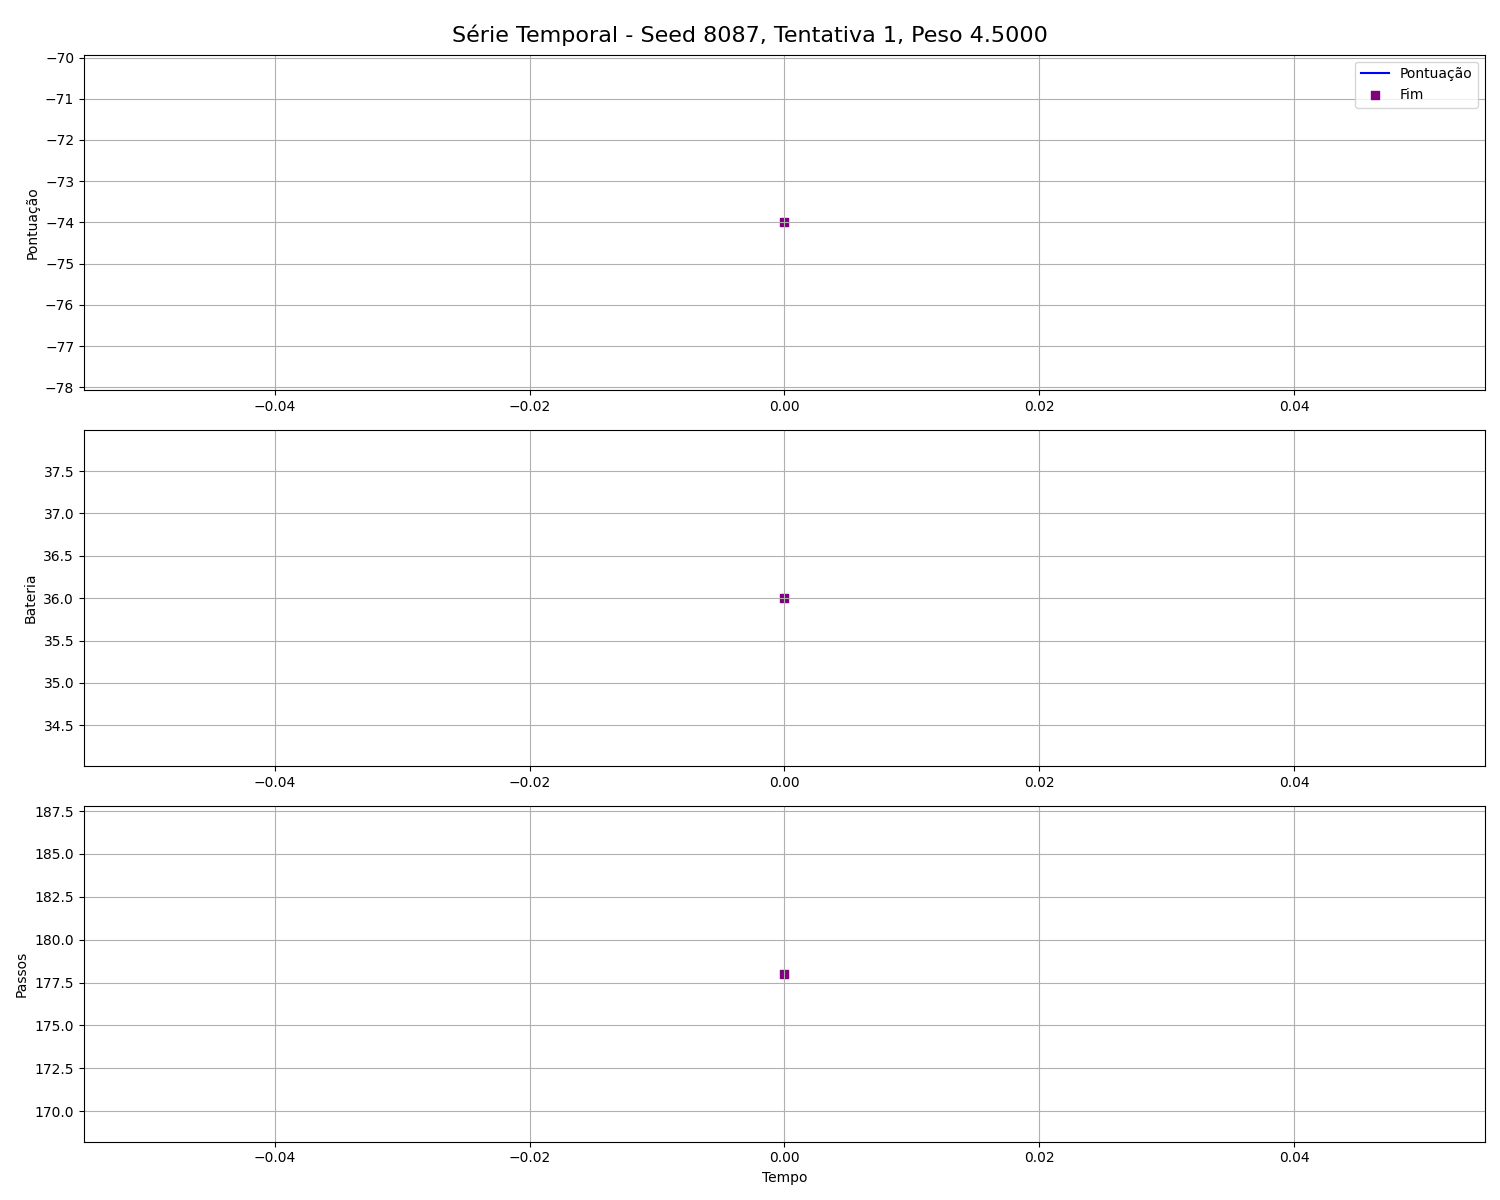 Série Temporal - Seed 8087, Tentativa 1, Peso 4.5000
−70
−71
−72
−73
−74
−75
−76
−77
−78
Pontuação
Pontuação
Fim
−0.04 −0.02 0.00 0.02 0.04
37.5
37.0
36.5
36.0
35.5
35.0
34.5
Bateria
−0.04 −0.02 0.00 0.02 0.04
187.5
185.0
182.5
180.0
177.5
175.0
172.5
170.0
Passos
−0.04 −0.02 0.00 0.02 0.04
Tempo